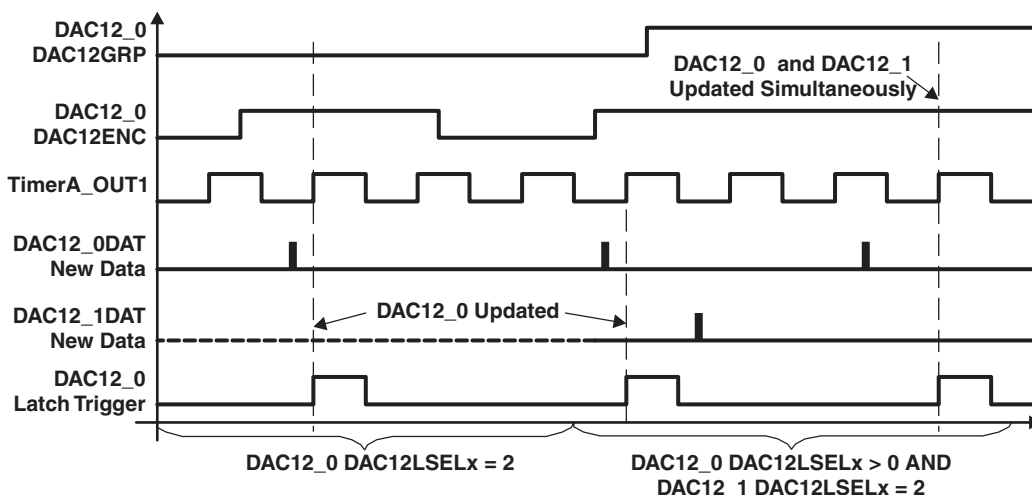 DAC12_0
DAC12GRP
DAC12_0 and DAC12_1
Updated Simultaneously
DAC12_0
DAC12ENC
TimerA_OUT1
DAC12_0DAT
New Data
DAC12_1DAT
New Data
DAC12_0 Updated
DAC12_0
Latch Trigger
DAC12_0 DAC12LSELx = 2
DAC12_0 DAC12LSELx > 0 AND
DAC12_1 DAC12LSELx = 2